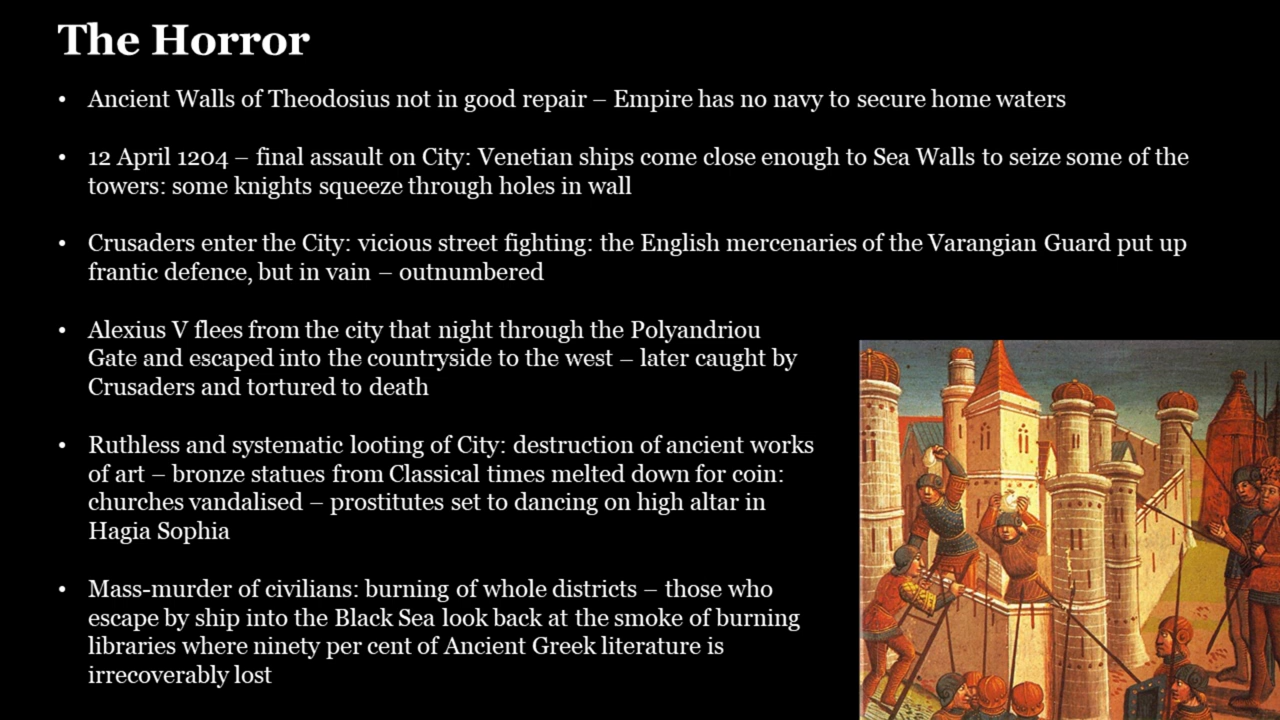 The Horror
• Ancient Walls of Theodosius not in good repair – Empire has no navy to secure home waters
• 12 April 1204 – final assault on City: Venetian ships come close enough to Sea Walls to seize some of the
towers: some knights squeeze through holes in wall
• Crusaders enter the City: vicious street fighting: the English mercenaries of the Varangian Guard put up
frantic defence, but in vain – outnumbered
• Alexius V flees from the city that night through the Polyandriou
Gate and escaped into the countryside to the west – later caught by
Crusaders and tortured to death
• Ruthless and systematic looting of City: destruction of ancient works
of art – bronze statues from Classical times melted down for coin:
churches vandalised – prostitutes set to dancing on high altar in
Hagia Sophia
• Mass-murder of civilians: burning of whole districts – those who
escape by ship into the Black Sea look back at the smoke of burning
libraries where ninety per cent of Ancient Greek literature is
irrecoverably lost